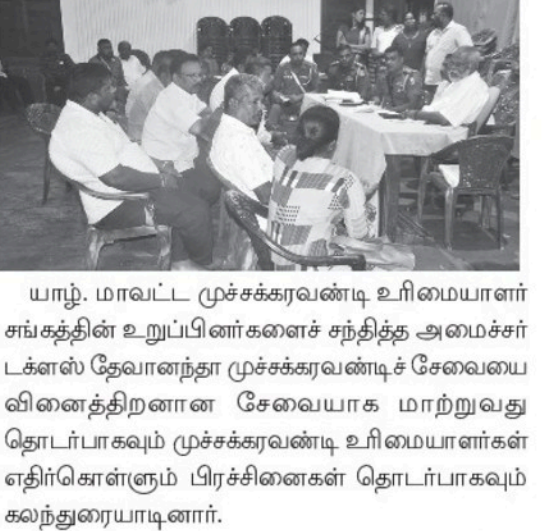 யாழ். மாவட்ட முச்சக்கரவண்டி உரிமையாளர்
சங்கத்தின் உறுப்பினர்களைச் சந்தித்த அமைச்சர்
டக்ளஸ் தேவானந்தா முச்சக்கரவண்டிச் சேவையை
வினைத்திறனான சேவையாக மாற்றுவது
தொடர்பாகவும் முச்சக்கரவண்டி உரிமையாளர்கள்
எதிர்கொள்ளும் பிரச்சினைகள் தொடர்பாகவும்
கலந்துரையாடினார்.